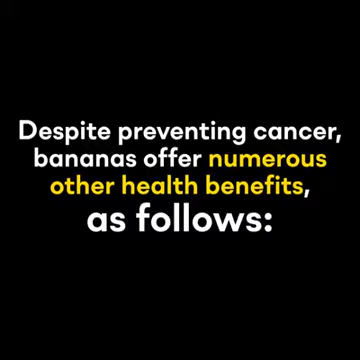 Despite preventing cancer,
bananas offer numerous
other health benefits,
as follows: